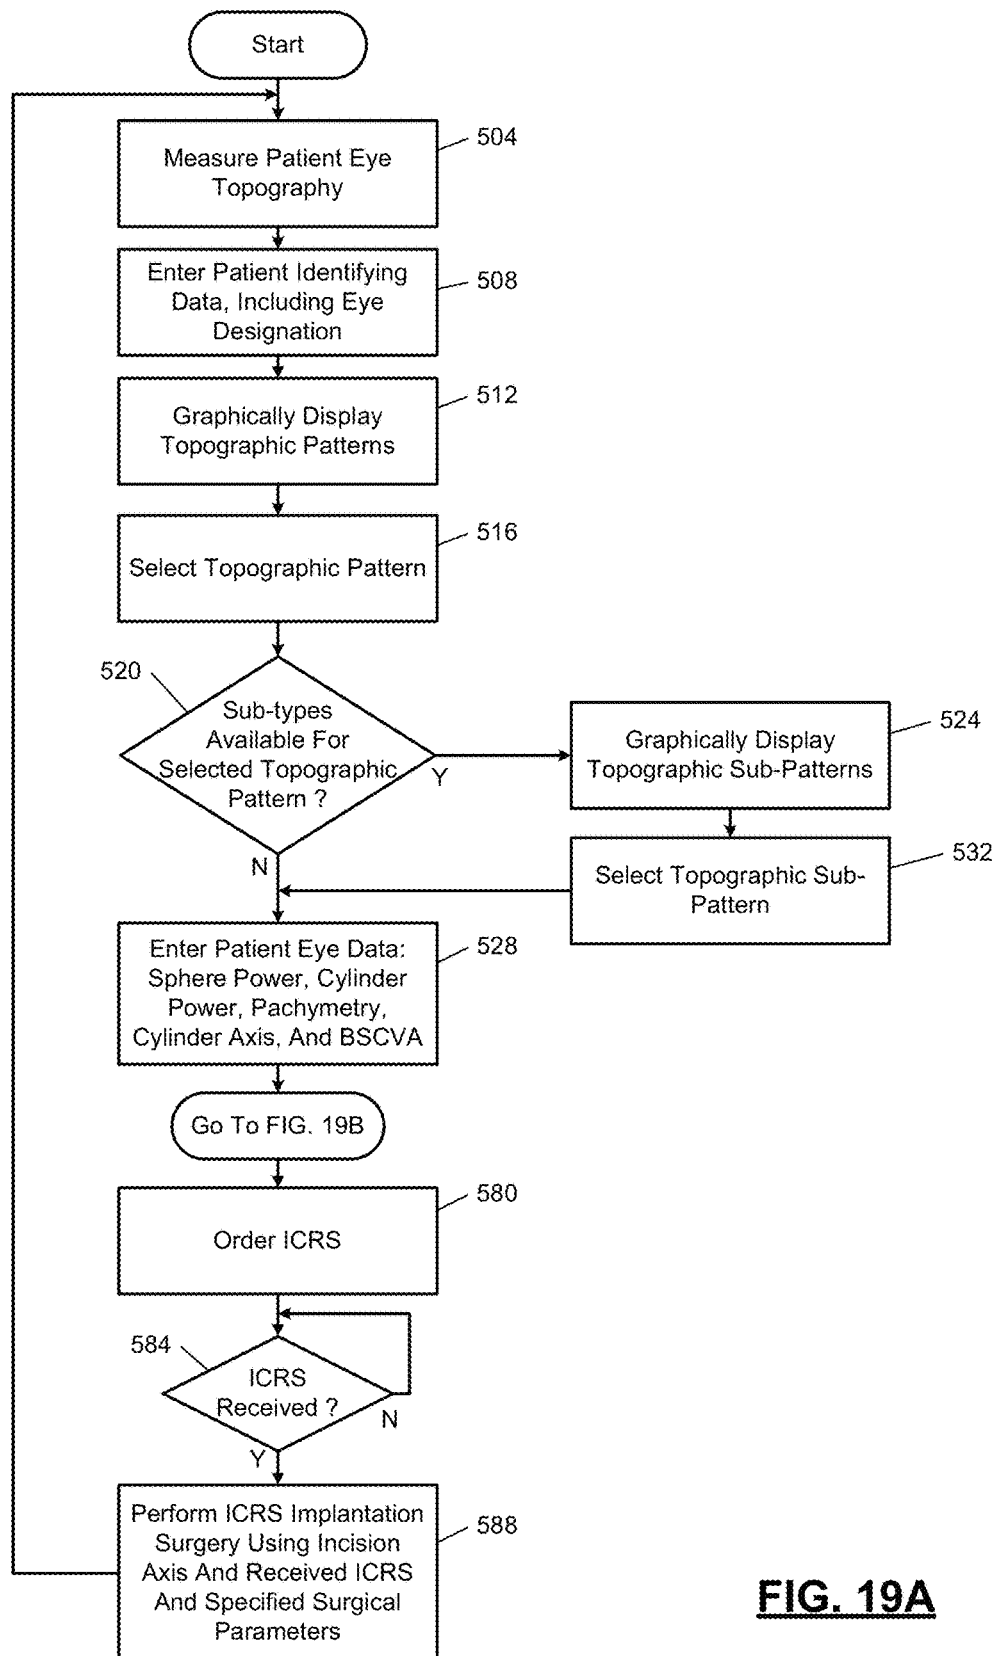 Start
504
Measure Patient Eye
Topography
508
Enter Patient Identifying
Data, Including Eye
Designation
512
Graphically Display
Topographic Patterns
516
Select Topographic Pattern
520
Sub-types
Available For
Selected Topographic
Pattern ?
Y
N
524
Graphically Display
Topographic Sub-Patterns
532
Select Topographic Sub-
Pattern
528
Enter Patient Eye Data:
Sphere Power, Cylinder
Power, Pachymetry,
Cylinder Axis, And BSCVA
Go To FIG. 19B
580
Order ICRS
584
ICRS
Received ?
N
Y
588
Perform ICRS Implantation
Surgery Using Incision
Axis And Received ICRS
And Specified Surgical
Parameters
FIG. 19A